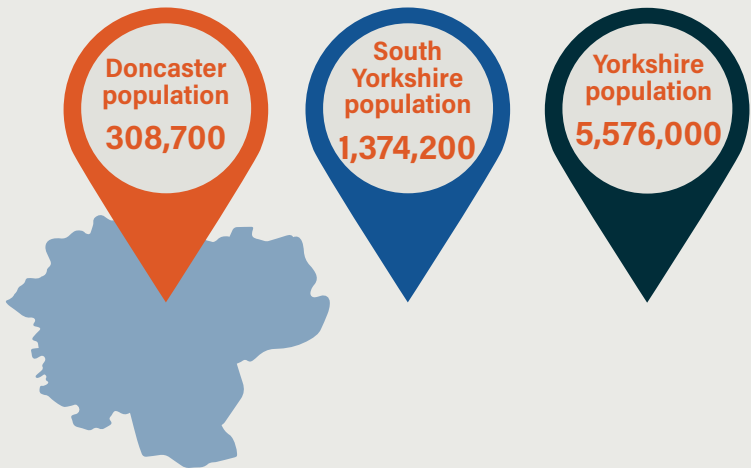 Doncaster
population
308,700
South
Yorkshire
population
1,374,200
Yorkshire
population
5,576,000